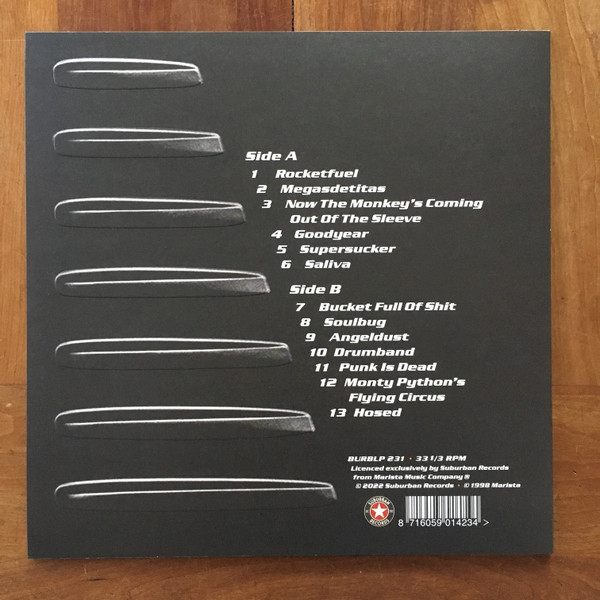 Side A
1 Rocketfuel
2 Megasdetitas
3 Now The Monkey's Coming
Out Of The Sleeve
4 Goodyear
5 Supersucker
6 Saliva
Side B
7 Bucket Full Of Shit
8 Soulbug
9 Angeldust
10 Drumband
11 Punk Is Dead
12 Monty Python's
Flying Circus
13 Hosed
BURBLP 231 • 33 1/3 RPM
Licenced exclusively by Suburban Records
from Marista Music Company ®
© 2022 Suburban Records • © 1998 Marista
SUBURBAN
RECORDS
8 716059 014234 >